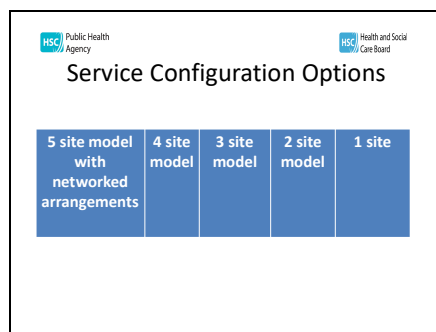 HSC Public Health
Agency
HSC Health and Social
Care Board
Service Configuration Options
5 site model
with
networked
arrangements
4 site
model
3 site
model
2 site
model
1 site